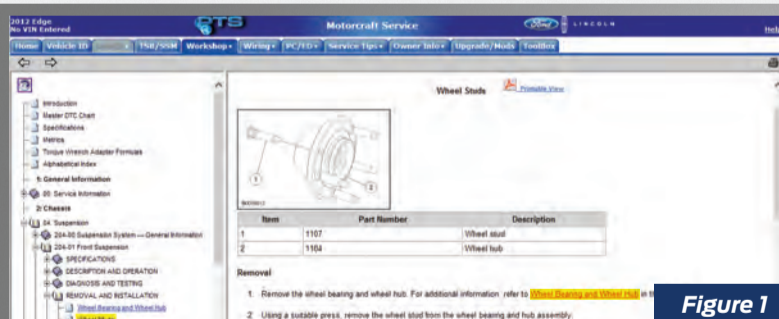 2012 Edge
No VIN Entered
PTS
Motorcraft Service
Ford LINCOLN
Help
Home Vehicle ID TSB/SSM Workshop Wiring PC/ED Service Tips Owner Info Upgrade/Mods Toolbox
Wheel Studs Printable View
Introduction
Master DTC Chart
Specifications
Metrics
Torque Wrench Adapter Formulas
Alphabetical Index
1: General Information
00: Service Information
2: Chassis
04: Suspension
204-00 Suspension System — General Information
204-01 Front Suspension
SPECIFICATIONS
DESCRIPTION AND OPERATION
DIAGNOSIS AND TESTING
REMOVAL AND INSTALLATION
Wheel Bearing and Wheel Hub
1
2
Item Part Number Description
1 1107 Wheel stud
2 1104 Wheel hub
Removal
1. Remove the wheel bearing and wheel hub. For additional information, refer to Wheel Bearing and Wheel Hub in th
2. Using a suitable press, remove the wheel stud from the wheel bearing and hub assembly.
Figure 1